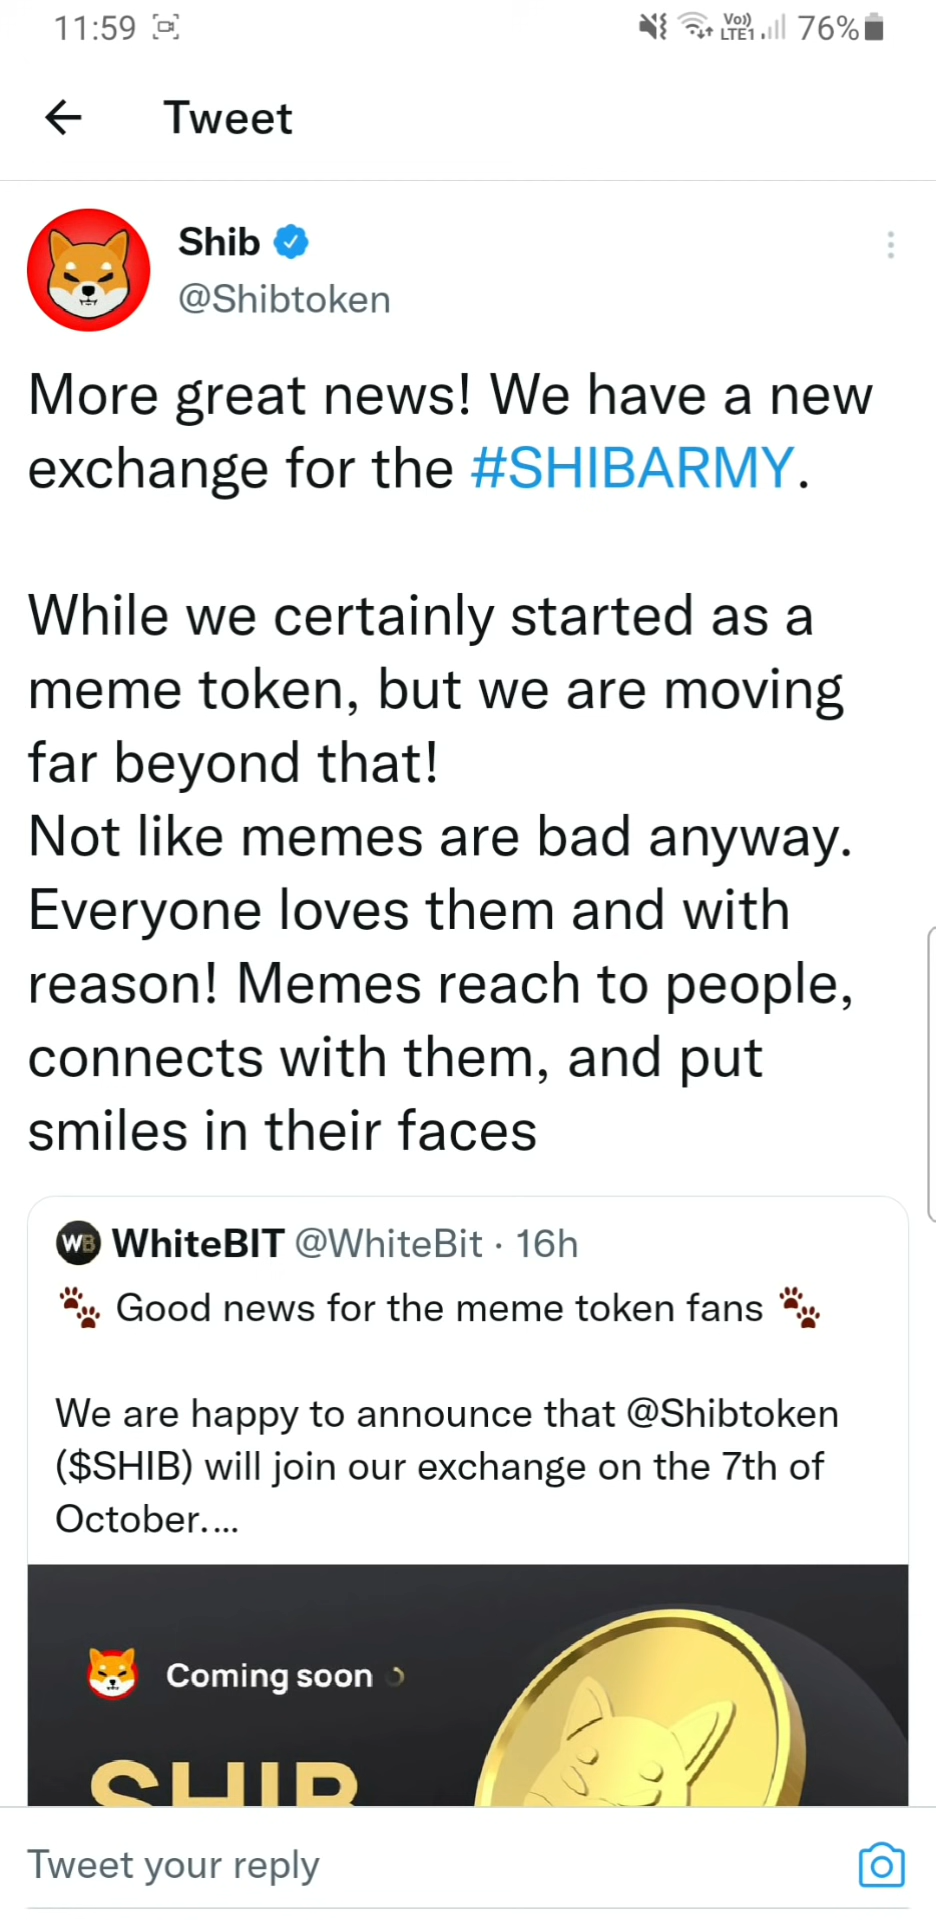 11:59 Vo)) LTE1 76%
Tweet
Shib
@Shibtoken
More great news! We have a new
exchange for the #SHIBARMY.
While we certainly started as a
meme token, but we are moving
far beyond that!
Not like memes are bad anyway.
Everyone loves them and with
reason! Memes reach to people,
connects with them, and put
smiles in their faces
WB WhiteBIT @WhiteBit · 16h
🐾 Good news for the meme token fans 🐾
We are happy to announce that @Shibtoken
($SHIB) will join our exchange on the 7th of
October....
Coming soon
SHIB
Tweet your reply